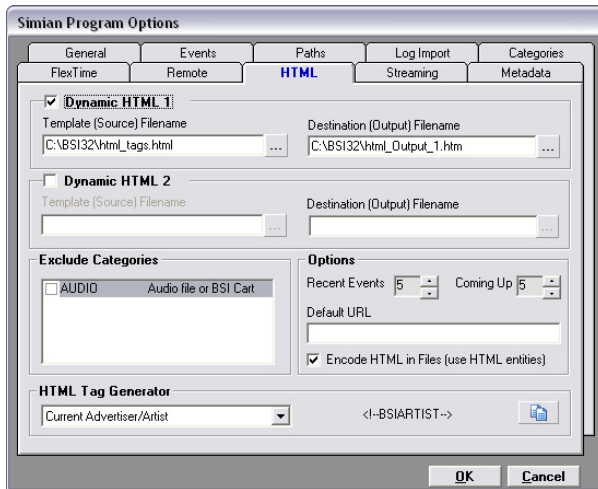 Simian Program Options
General Events Paths Log Import Categories
FlexTime Remote HTML Streaming Metadata
Dynamic HTML 1
Template (Source) Filename Destination (Output) Filename
C:\BSI32\html_tags.html ... C:\BSI32\html_Output_1.htm ...
Dynamic HTML 2
Template (Source) Filename Destination (Output) Filename
... ...
Exclude Categories Options
AUDIO Audio file or BSI Cart Recent Events 5 Coming Up 5
Default URL
Encode HTML in Files (use HTML entities)
HTML Tag Generator
Current Advertiser/Artist <!--BSIARTIST-->
OK Cancel